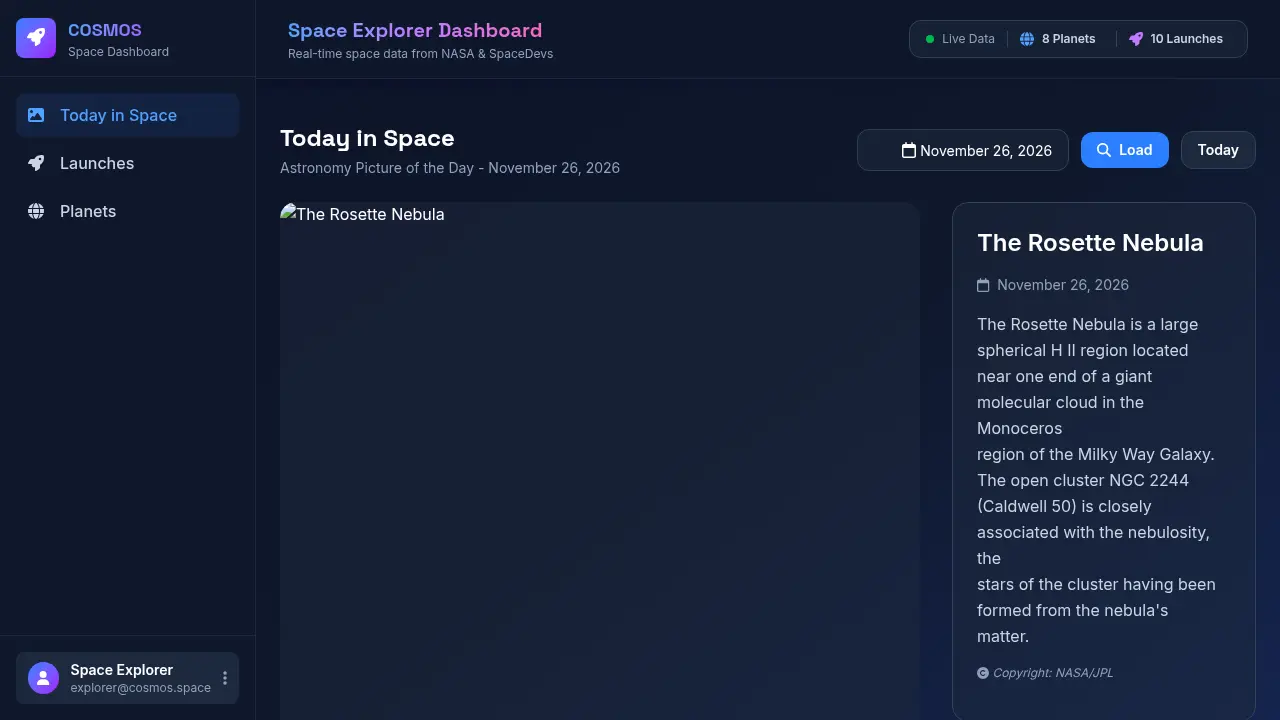 COSMOS
Space Dashboard
Today in Space
Launches
Planets
Space Explorer
explorer@cosmos.space
Space Explorer Dashboard
Real-time space data from NASA & SpaceDevs
Live Data
8 Planets
10 Launches
Today in Space
Astronomy Picture of the Day - November 26, 2026
November 26, 2026
Load
Today
The Rosette Nebula
The Rosette Nebula
November 26, 2026
The Rosette Nebula is a large
spherical H II region located
near one end of a giant
molecular cloud in the
Monoceros
region of the Milky Way Galaxy.
The open cluster NGC 2244
(Caldwell 50) is closely
associated with the nebulosity,
the
stars of the cluster having been
formed from the nebula's
matter.
Copyright: NASA/JPL